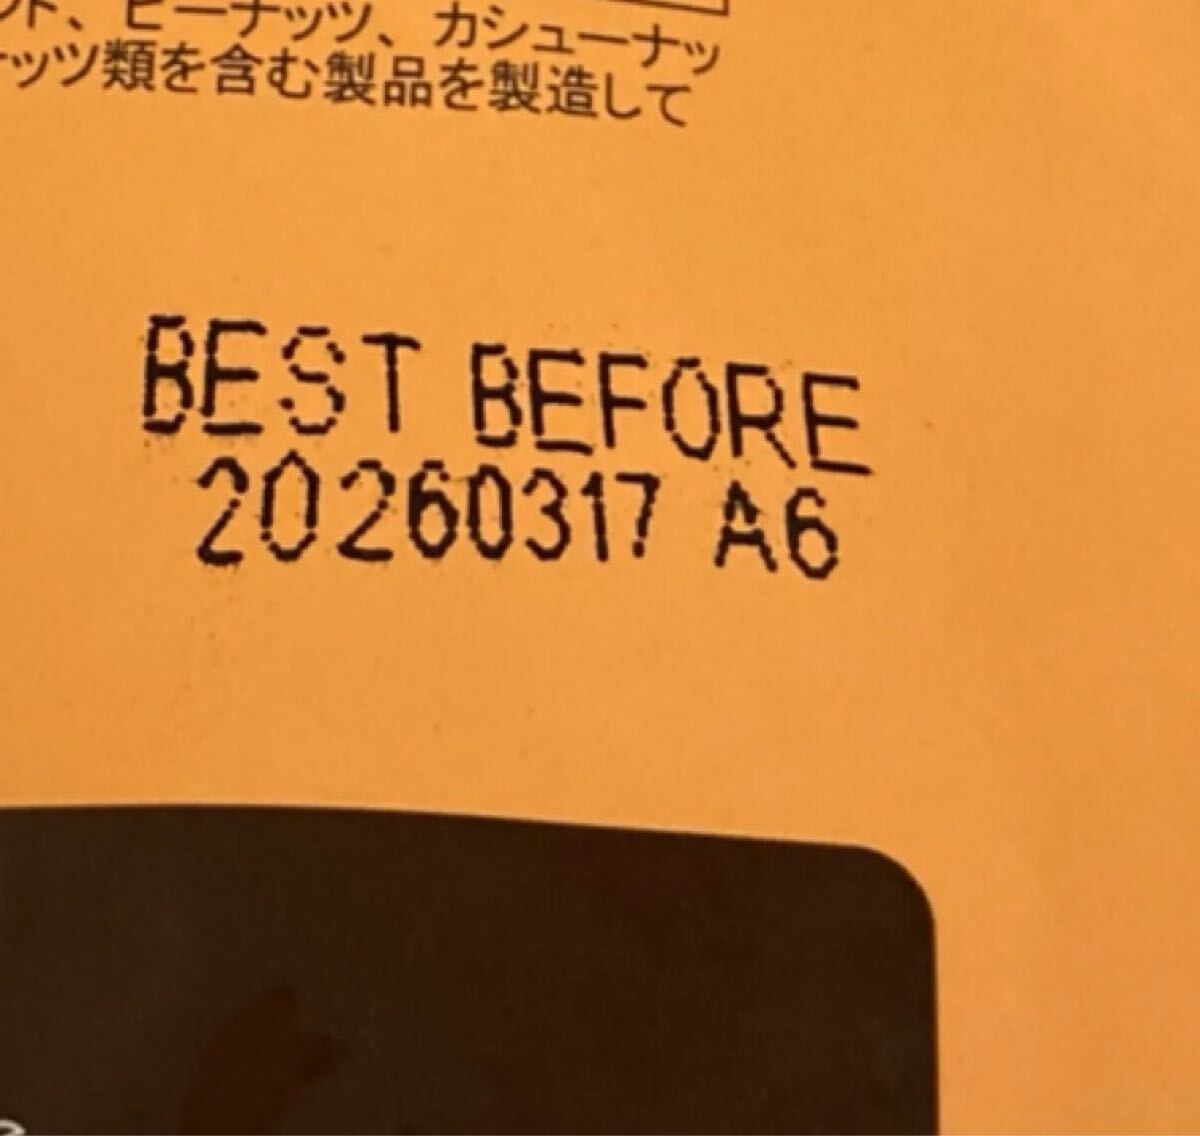 ド、ピーナッツ、カシューナッ
ナッツ類を含む製品を製造して
BEST BEFORE
20260317 A6